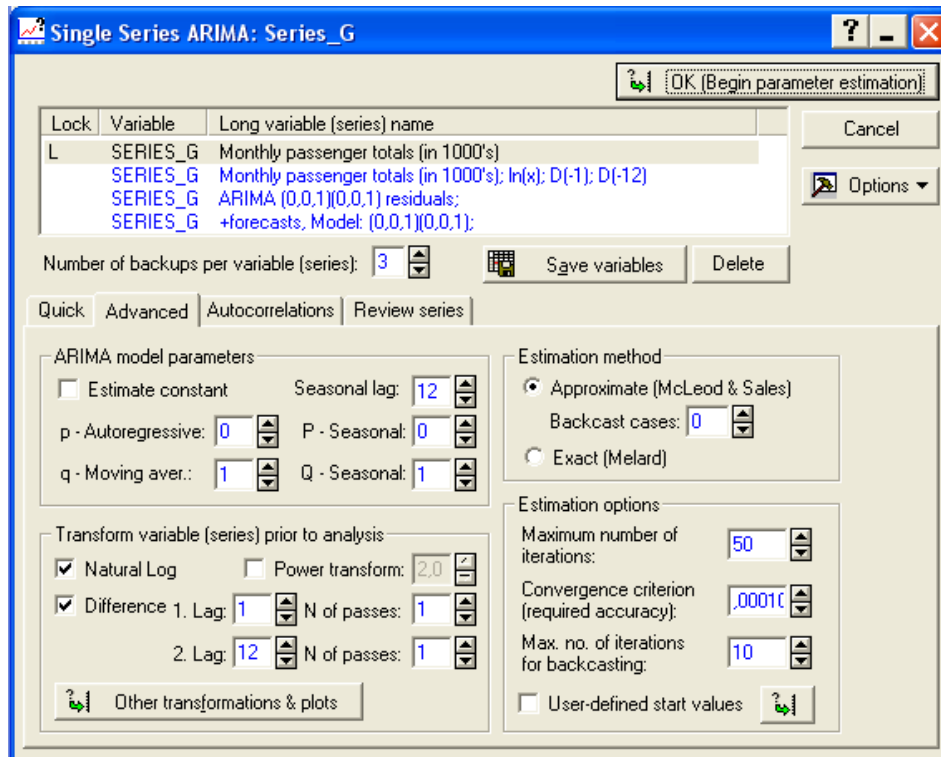 Single Series ARIMA: Series_G
OK (Begin parameter estimation)
Lock Variable Long variable (series) name
L SERIES_G Monthly passenger totals (in 1000's)
SERIES_G Monthly passenger totals (in 1000's); ln(x); D(-1); D(-12)
SERIES_G ARIMA (0,0,1)(0,0,1) residuals;
SERIES_G +forecasts, Model: (0,0,1)(0,0,1);
Cancel
Options
Number of backups per variable (series): 3
Save variables
Delete
Quick Advanced Autocorrelations Review series
ARIMA model parameters
Estimate constant Seasonal lag: 12
p - Autoregressive: 0 P - Seasonal: 0
q - Moving aver.: 1 Q - Seasonal: 1
Transform variable (series) prior to analysis
Natural Log Power transform: 2,0
Difference 1. Lag: 1 N of passes: 1
2. Lag: 12 N of passes: 1
Other transformations & plots
Estimation method
Approximate (McLeod & Sales)
Backcast cases: 0
Exact (Melard)
Estimation options
Maximum number of
iterations: 50
Convergence criterion
(required accuracy): ,00010
Max. no. of iterations
for backcasting: 10
User-defined start values